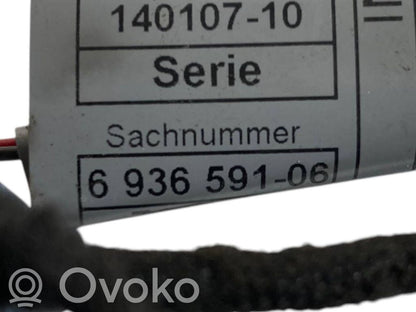 140107-10
Serie
Sachnummer
6 936 591-06
Ovoko